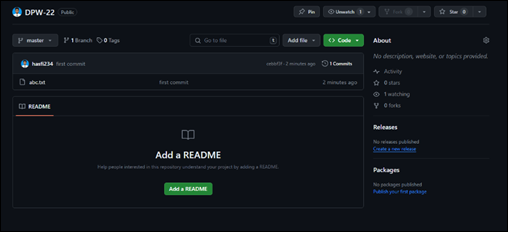 DPW-22 Public
Pin Unwatch 1 Fork 0 Star 0
master 1 Branch 0 Tags Go to file t Add file Code
hasfi234 first commit 2 minutes ago 1 Commits
abc.txt first commit 2 minutes ago
README
Add a README
Help people interested in this repository understand your project by adding a README.
Add a README
About
No description, website, or topics provided.
Activity
0 stars
1 watching
0 forks
Releases
No releases published
Create a new release
Packages
No packages published
Publish your first package